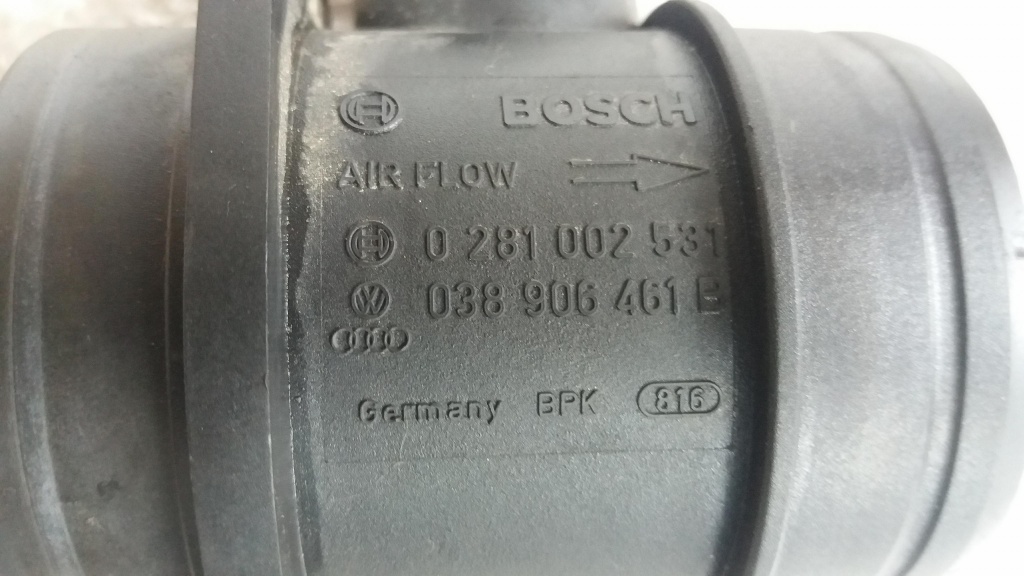 BOSCH
AIR FLOW
0 281 002 531
038 906 461 B
Germany BPK 816